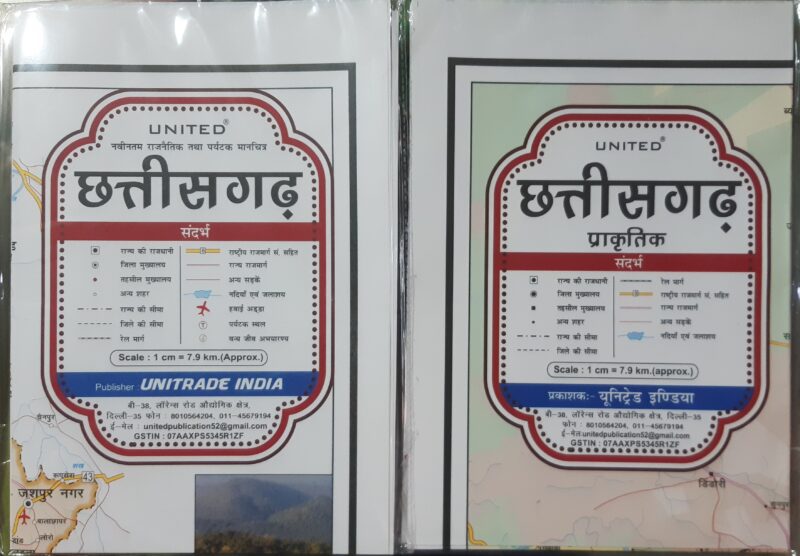 UNITED®
नवीनतम राजनैतिक तथा पर्यटक मानचित्र
छत्तीसगढ़
संदर्भ
राज्य की राजधानी
जिला मुख्यालय
तहसील मुख्यालय
अन्य शहर
राज्य की सीमा
जिले की सीमा
रेल मार्ग
राष्ट्रीय राजमार्ग सं. सहित
राज्य राजमार्ग
अन्य सड़कें
नदियाँ एवं जलाशय
हवाई अड्डा
पर्यटक स्थल
वन्य जीव अभयारण्य
Scale : 1 cm = 7.9 km.(Approx.)
Publisher : UNITRADE INDIA
बी-38, लॉरेन्स रोड औद्योगिक क्षेत्र,
दिल्ली-35 फोन : 8010564204, 011-45679194
ई-मेल : unitedpublication52@gmail.com
GSTIN : 07AAXPS5345R1ZF
43
जशपुर नगर
UNITED®
छत्तीसगढ़
प्राकृतिक
संदर्भ
राज्य की राजधानी
जिला मुख्यालय
तहसील मुख्यालय
अन्य शहर
राज्य की सीमा
जिले की सीमा
रेल मार्ग
राष्ट्रीय राजमार्ग सं. सहित
राज्य राजमार्ग
अन्य सड़कें
नदियाँ एवं जलाशय
Scale : 1 cm = 7.9 km.(approx.)
प्रकाशक:- यूनिट्रेड इण्डिया
बी-38, लॉरेन्स रोड औद्योगिक क्षेत्र, दिल्ली-35
फोन : 8010564204, 011-45679194
ई-मेल:unitedpublication52@gmail.com
GSTIN : 07AAXPS5345R1ZF
डिंडोरी